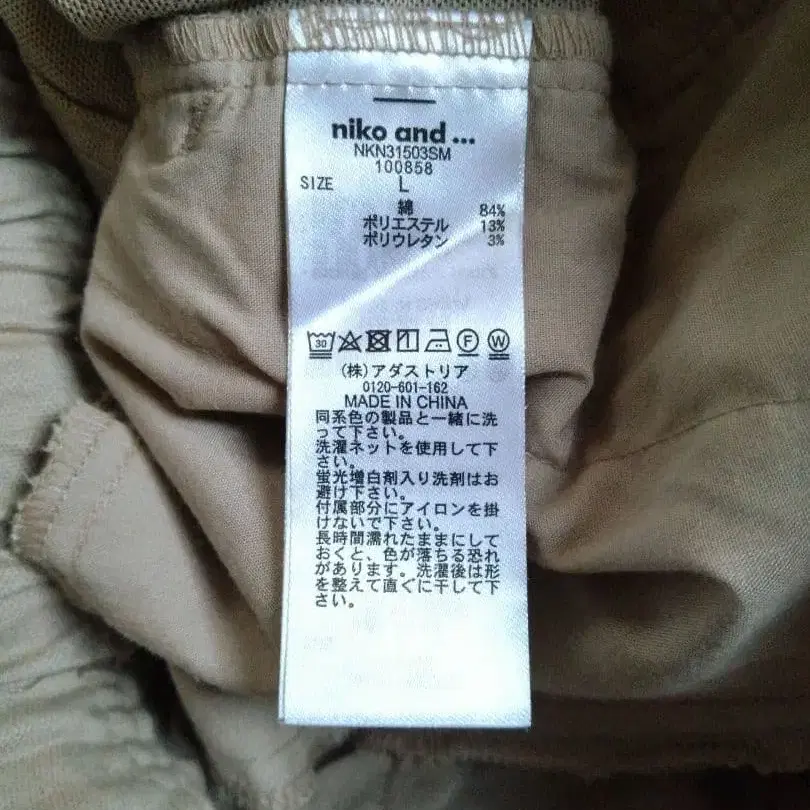 niko and ...
NKN31503SM
100858
SIZE L
綿 84%
ポリエステル 13%
ポリウレタン 3%
30 F W
(株)アダストリア
0120-601-162
MADE IN CHINA
同系色の製品と一緒に洗
って下さい。
洗濯ネットを使用して下
さい。
蛍光増白剤入り洗剤はお
避け下さい。
付属部分にアイロンを掛
けないで下さい。
長時間濡れたままにして
おくと、色が落ちる恐れ
があります。洗濯後は形
を整えて直ぐに干して下
さい。